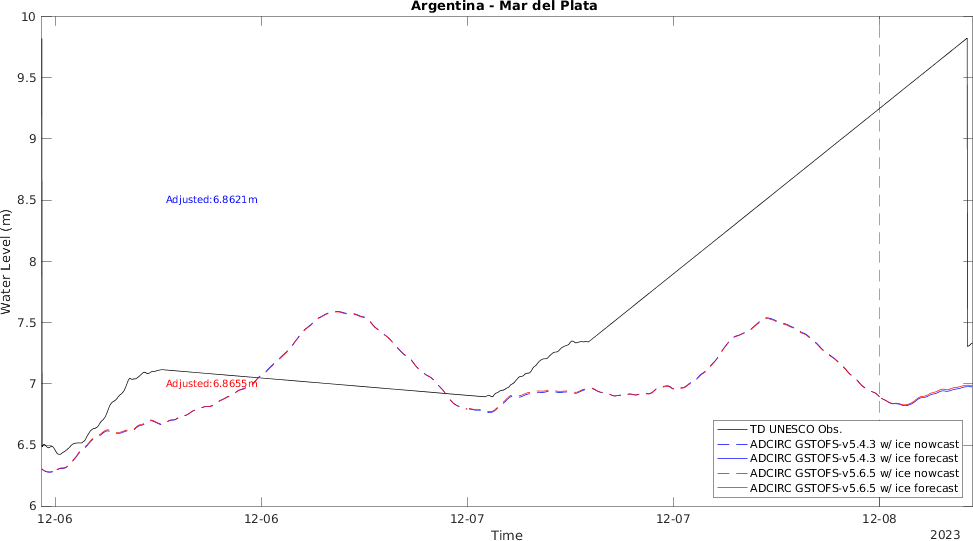 Argentina - Mar del Plata
10
9.5
9
8.5
8
7.5
7
6.5
6
Water Level (m)
Adjusted:6.8621m
Adjusted:6.8655m
TD UNESCO Obs.
ADCIRC GSTOFS-v5.4.3 w/ ice nowcast
ADCIRC GSTOFS-v5.4.3 w/ ice forecast
ADCIRC GSTOFS-v5.6.5 w/ ice nowcast
ADCIRC GSTOFS-v5.6.5 w/ ice forecast
12-06 12-06 12-07 12-07 12-08
Time
2023